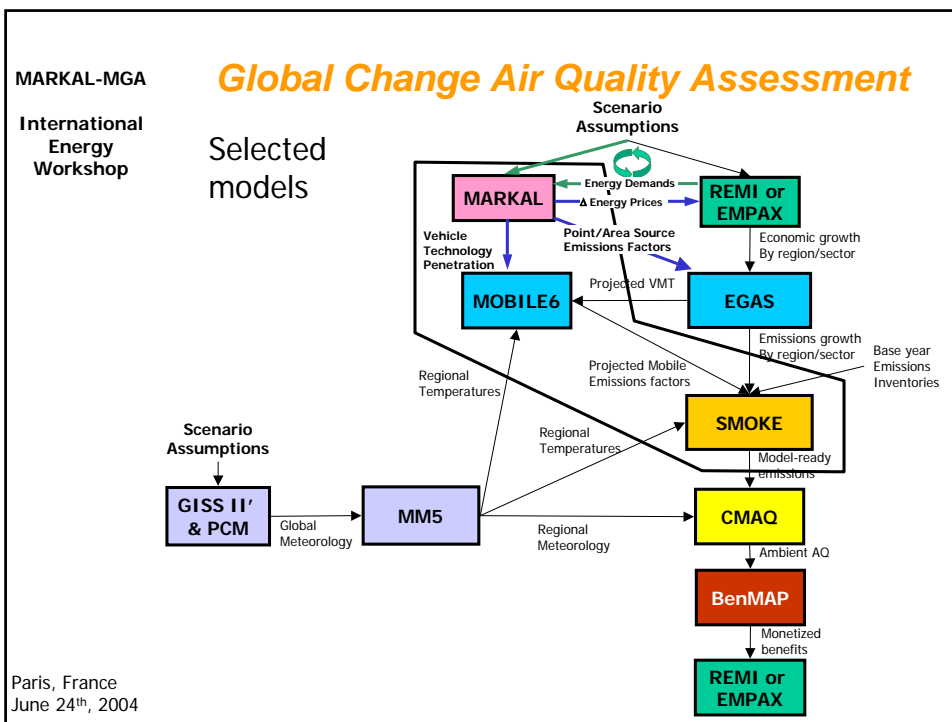 MARKAL-MGA
International
Energy
Workshop
Global Change Air Quality Assessment
Selected
models
Scenario
Assumptions
MARKAL
Energy Demands
Δ Energy Prices
REMI or
EMPAX
Vehicle
Technology
Penetration
Point/Area Source
Emissions Factors
Economic growth
By region/sector
MOBILE6
Projected VMT
EGAS
Regional
Temperatures
Projected Mobile
Emissions factors
Emissions growth
By region/sector
Base year
Emissions
Inventories
SMOKE
Scenario
Assumptions
Regional
Temperatures
Model-ready
emissions
GISS II'
& PCM
Global
Meteorology
MM5
Regional
Meteorology
CMAQ
Ambient AQ
BenMAP
Monetized
benefits
REMI or
EMPAX
Paris, France
June 24th, 2004